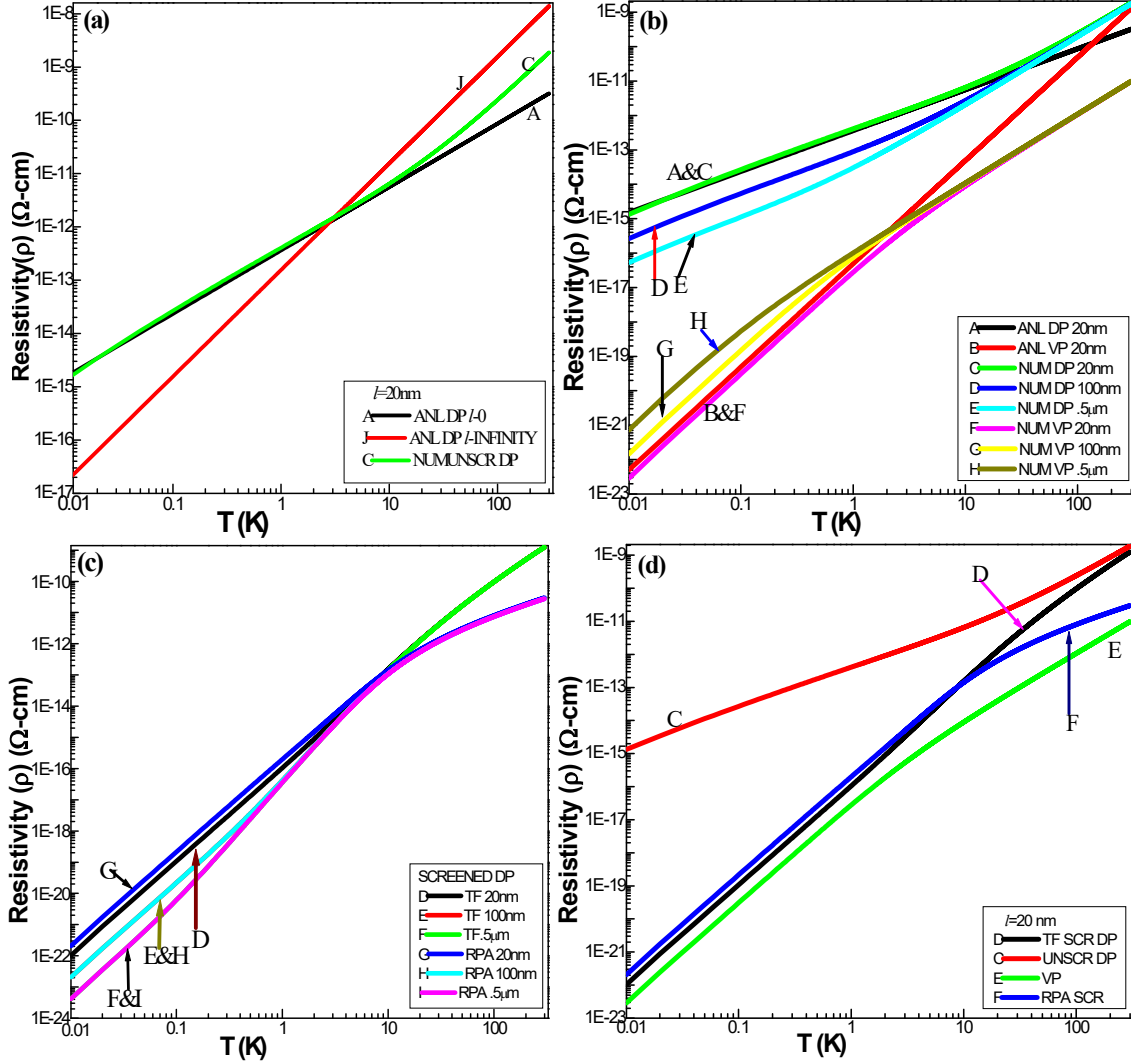 (a)
1E-8
1E-9
1E-10
1E-11
1E-12
1E-13
1E-14
1E-15
1E-16
1E-17
Resistivity(ρ) (Ω-cm)
J
C
A
l=20nm
A ANL DP l-0
J ANL DP l-INFINITY
C NUMUNSCR DP
0.01 0.1 1 10 100
T (K)
(b)
1E-9
1E-11
1E-13
1E-15
1E-17
1E-19
1E-21
1E-23
Resistivity (ρ) (Ω-cm)
A&C
D
E
H
G
B&F
A ANL DP 20nm
B ANL VP 20nm
C NUM DP 20nm
D NUM DP 100nm
E NUM DP .5μm
F NUM VP 20nm
G NUM VP 100nm
H NUM VP .5μm
0.01 0.1 1 10 100
T (K)
(c)
1E-10
1E-12
1E-14
1E-16
1E-18
1E-20
1E-22
1E-24
Resistivity (ρ) (Ω-cm)
G
D
E&H
F&I
SCREENED DP
D TF 20nm
E TF 100nm
F TF.5μm
G RPA 20nm
H RPA 100nm
I RPA .5μm
0.01 0.1 1 10 100
T (K)
(d)
1E-9
1E-11
1E-13
1E-15
1E-17
1E-19
1E-21
1E-23
Resistivity (ρ) (Ω-cm)
D
E
F
C
l=20 nm
D TF SCR DP
C UNSCR DP
E VP
F RPA SCR
0.01 0.1 1 10 100
T (K)